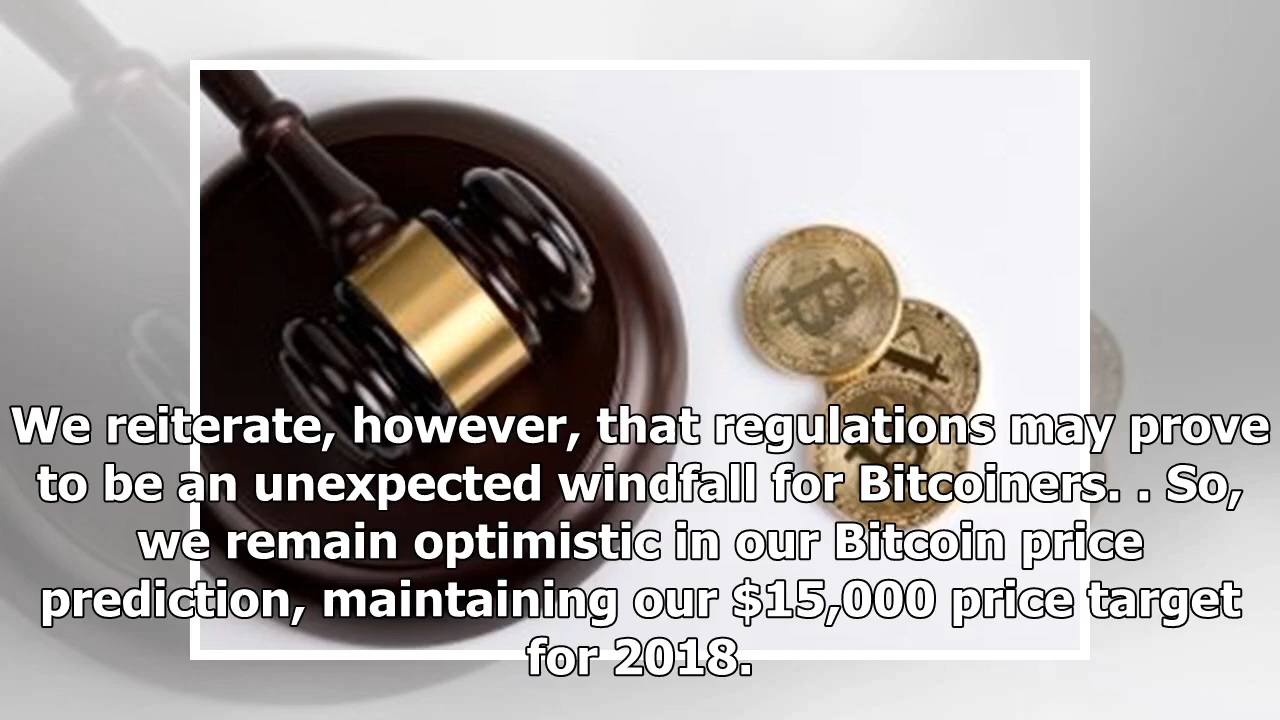 We reiterate, however, that regulations may prove
to be an unexpected windfall for Bitcoiners. . So,
we remain optimistic in our Bitcoin price
prediction, maintaining our $15,000 price target
for 2018.